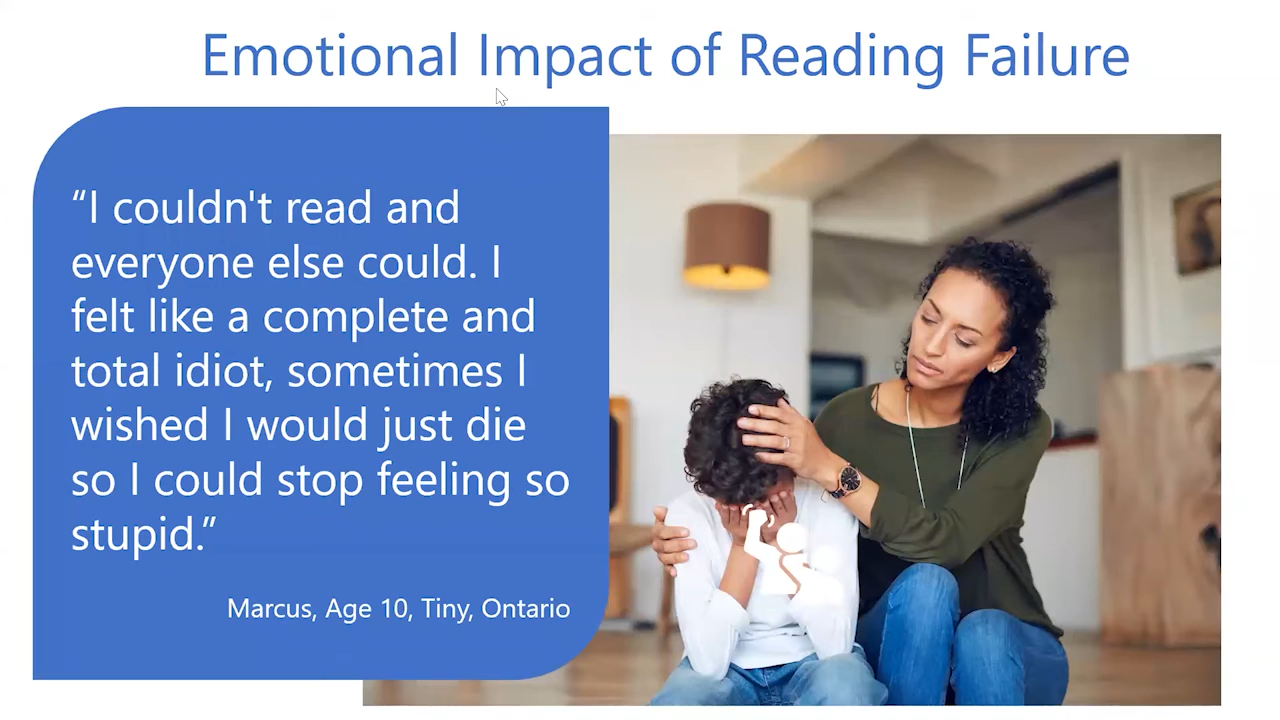 Emotional Impact of Reading Failure
“I couldn't read and
everyone else could. I
felt like a complete and
total idiot, sometimes I
wished I would just die
so I could stop feeling so
stupid.”
Marcus, Age 10, Tiny, Ontario